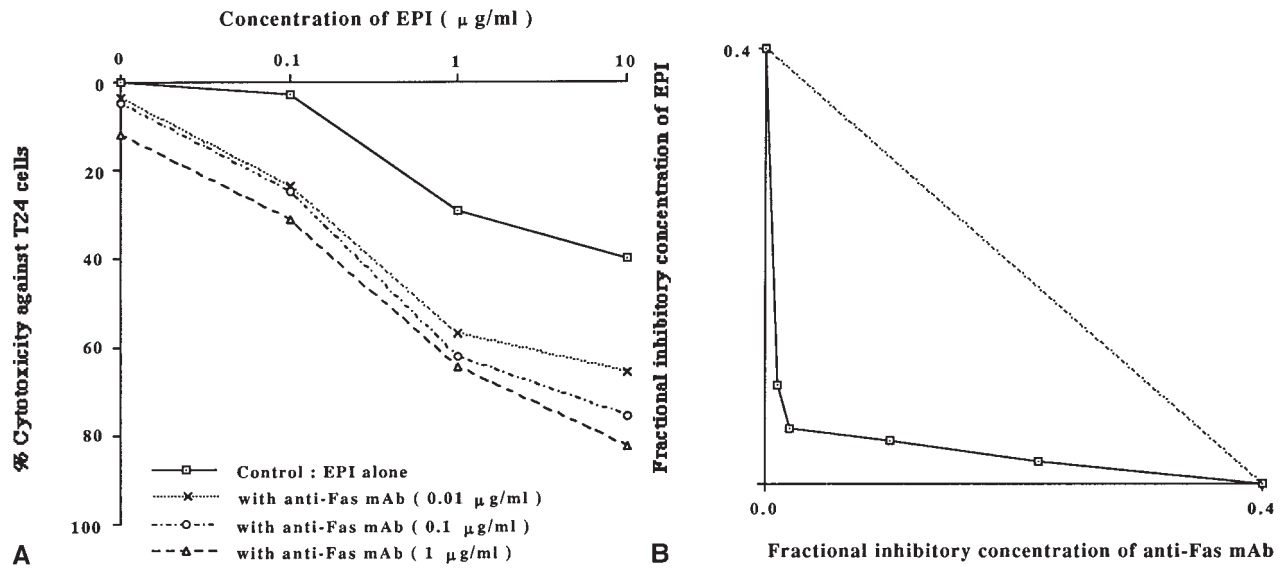 Concentration of EPI ( μ g/ml )
0 0.1 1 10
0
20
40
60
80
100
% Cytotoxicity against T24 cells
Control : EPI alone
with anti-Fas mAb ( 0.01 μ g/ml )
with anti-Fas mAb ( 0.1 μ g/ml )
with anti-Fas mAb ( 1 μg/ml )
A
Fractional inhibitory concentration of EPI
0.4
0.0 0.4
Fractional inhibitory concentration of anti-Fas mAb
B